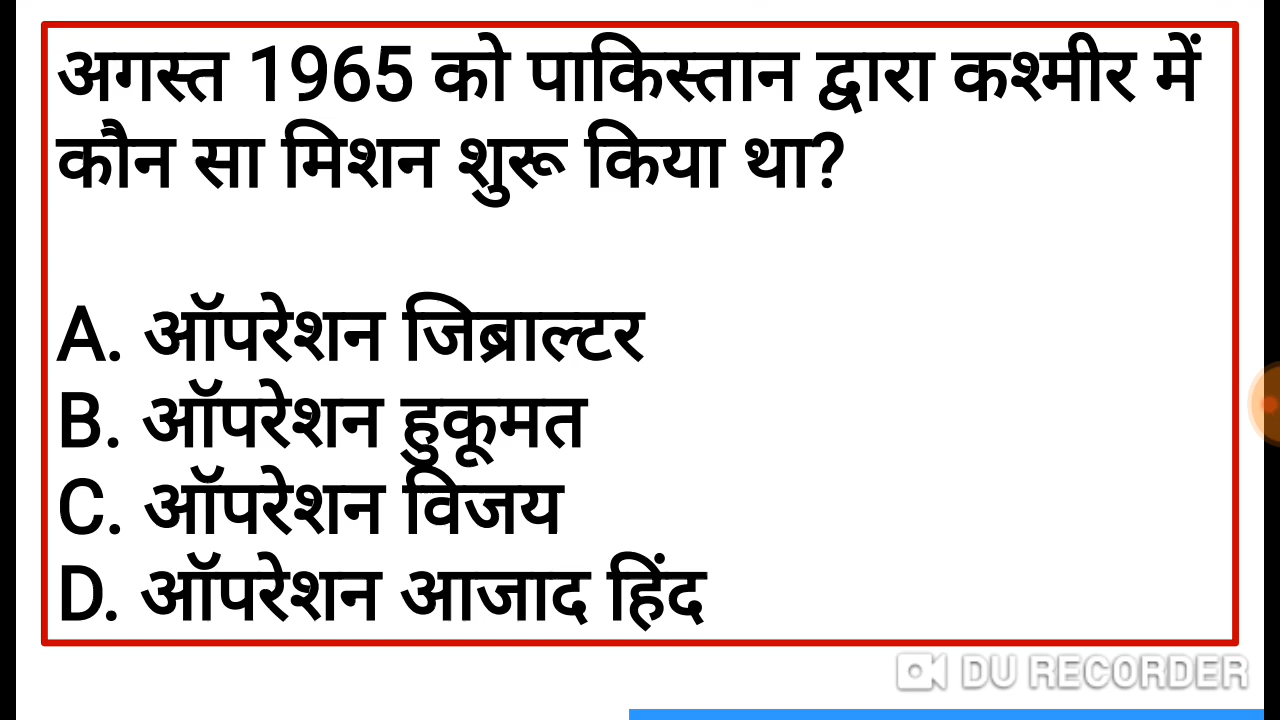 अगस्त 1965 को पाकिस्तान द्वारा कश्मीर में
कौन सा मिशन शुरू किया था?
A. ऑपरेशन जिब्राल्टर
B. ऑपरेशन हुकूमत
C. ऑपरेशन विजय
D. ऑपरेशन आजाद हिंद
DU RECORDER